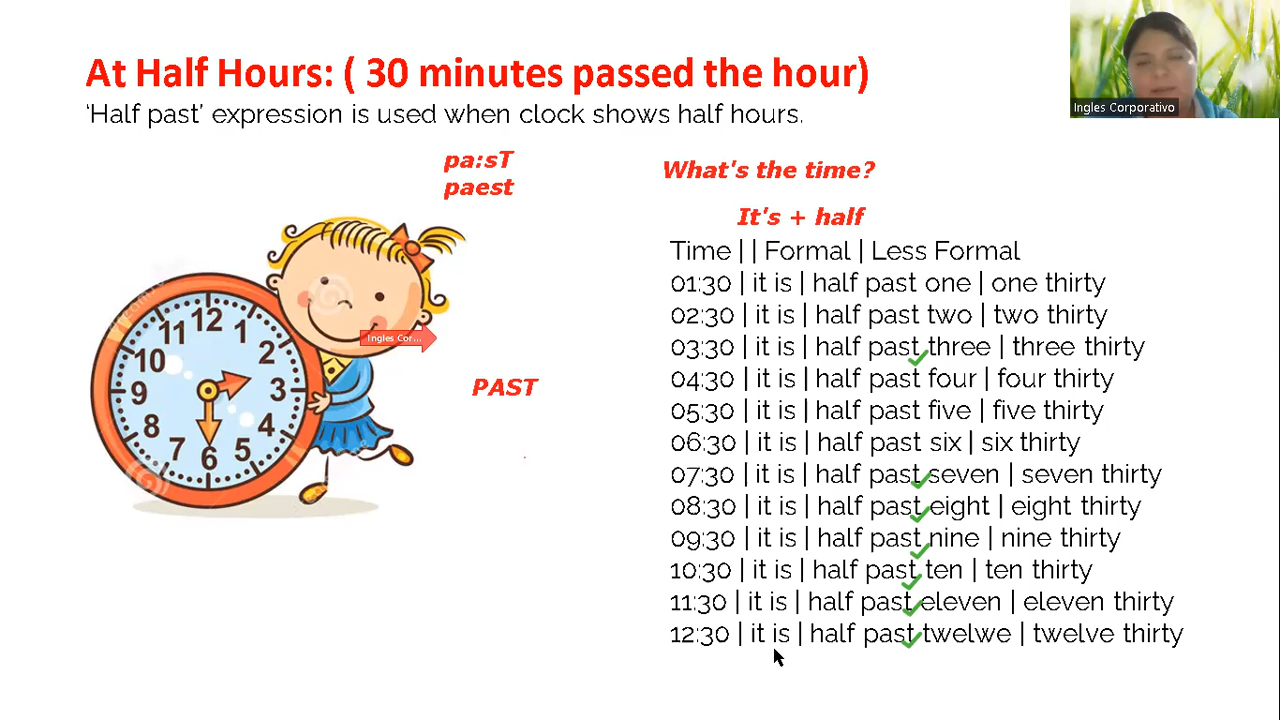 At Half Hours: ( 30 minutes passed the hour)
‘Half past’ expression is used when clock shows half hours.
Ingles Corporativo
pa:sT
paest
What's the time?
It's + half
Time | | Formal | Less Formal
01:30 | it is | half past one | one thirty
02:30 | it is | half past two | two thirty
03:30 | it is | half past three | three thirty
04:30 | it is | half past four | four thirty
05:30 | it is | half past five | five thirty
06:30 | it is | half past six | six thirty
07:30 | it is | half past seven | seven thirty
08:30 | it is | half past eight | eight thirty
09:30 | it is | half past nine | nine thirty
10:30 | it is | half past ten | ten thirty
11:30 | it is | half past eleven | eleven thirty
12:30 | it is | half past twelwe | twelve thirty
Ingles Cor...
PAST
12
1
2
3
4
5
6
7
8
9
10
11